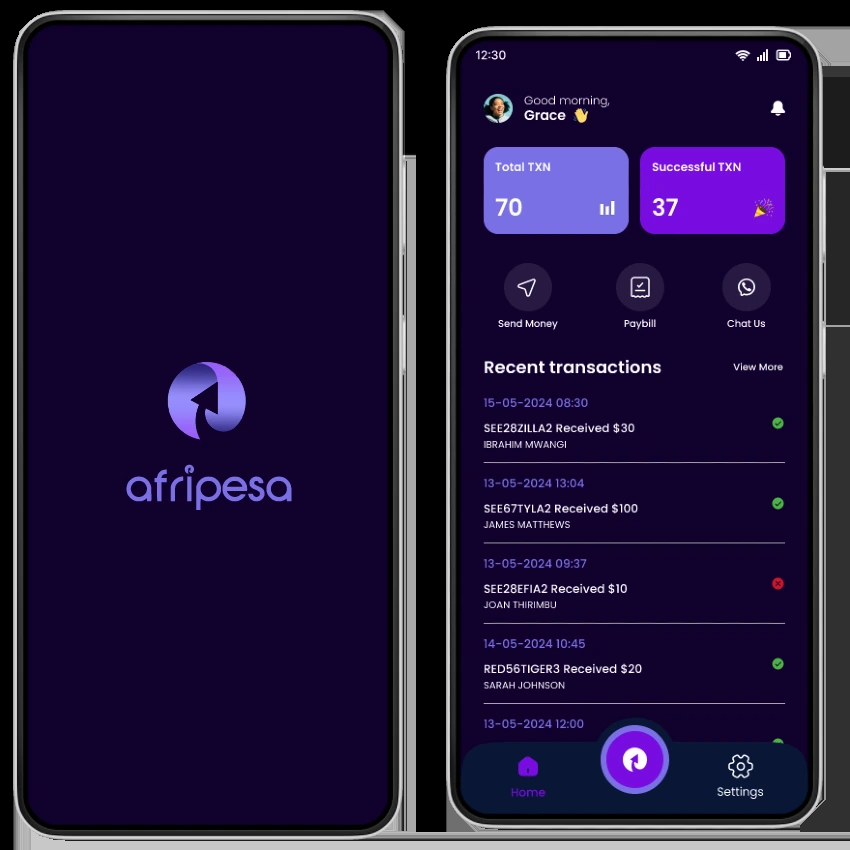 afripesa
12:30
Good morning,
Grace 👋
Total TXN
70
Successful TXN
37
Send Money
Paybill
Chat Us
Recent transactions
View More
15-05-2024 08:30
SEE28ZILLA2 Received $30
IBRAHIM MWANGI
13-05-2024 13:04
SEE67TYLA2 Received $100
JAMES MATTHEWS
13-05-2024 09:37
SEE28EFIA2 Received $10
JOAN THIRIMBU
14-05-2024 10:45
RED56TIGER3 Received $20
SARAH JOHNSON
13-05-2024 12:00
Home
Settings